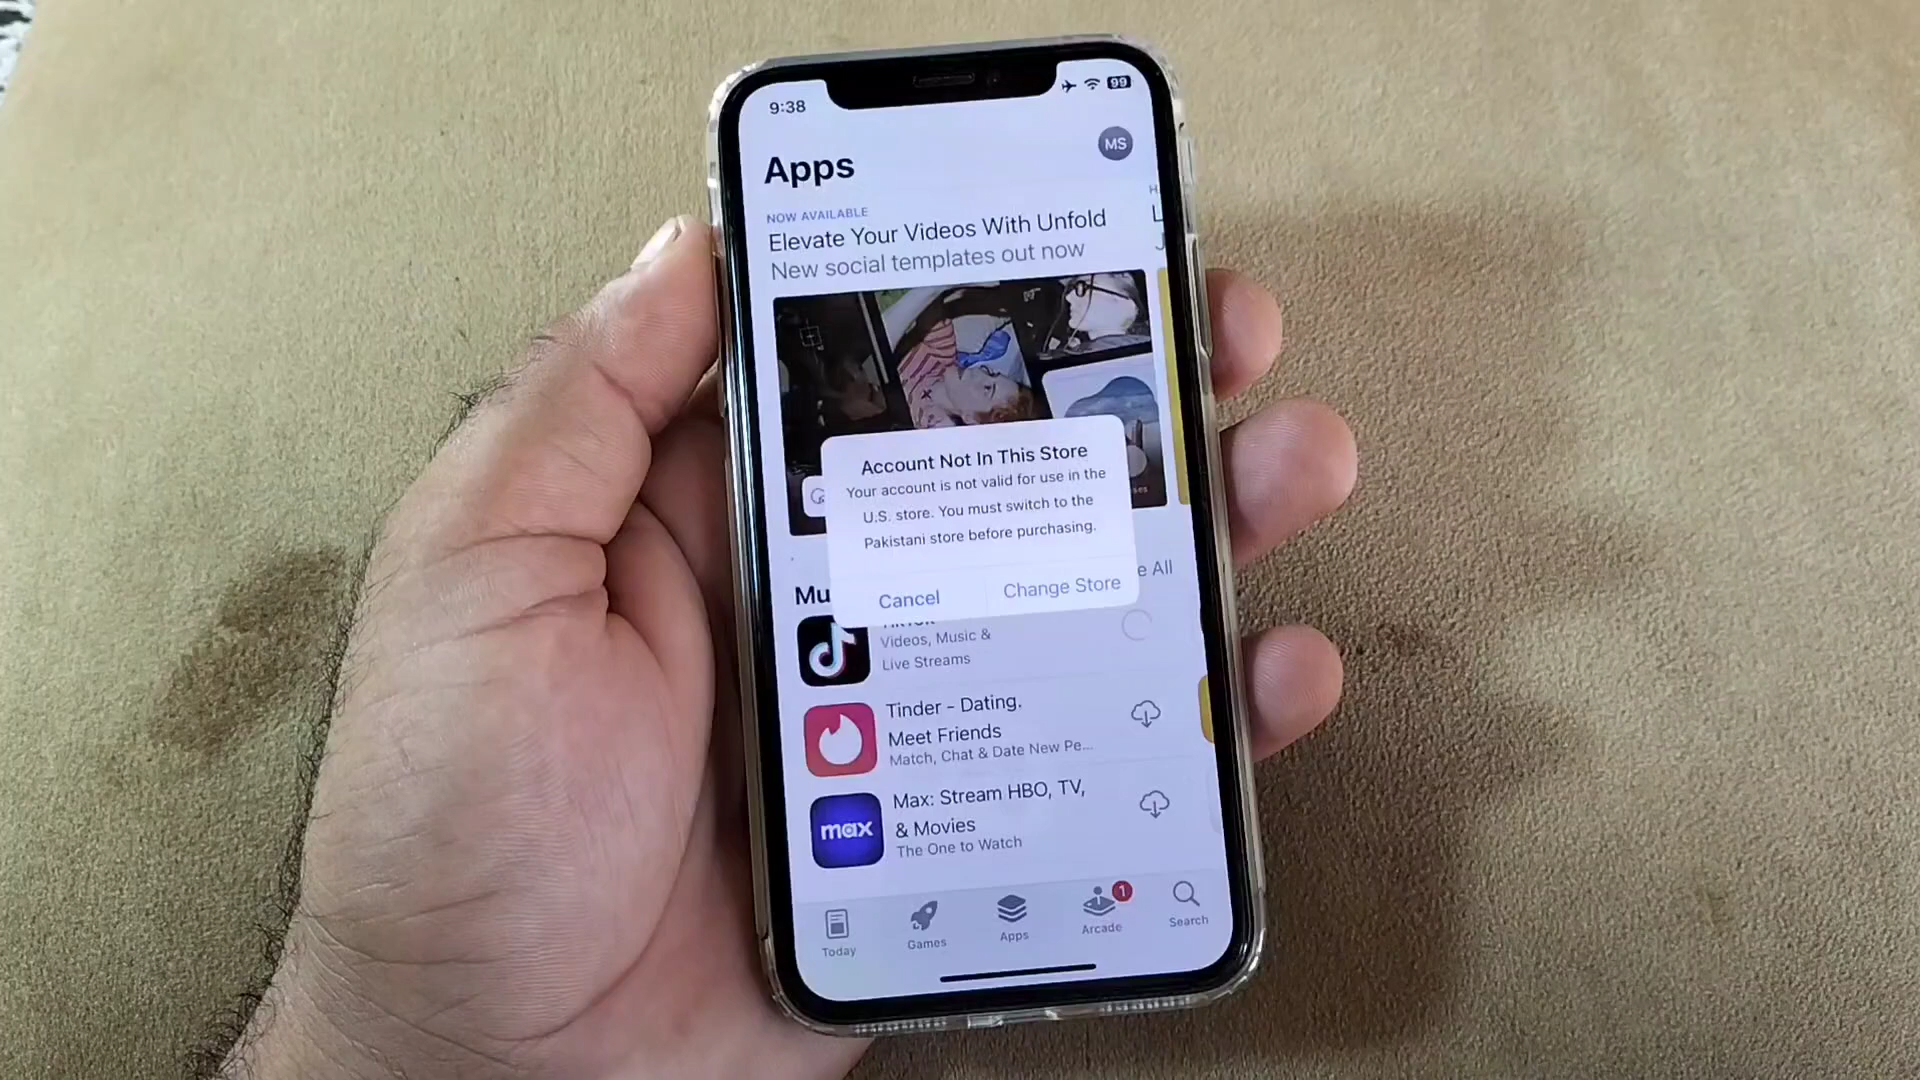 9:38
99
Apps
MS
NOW AVAILABLE
Elevate Your Videos With Unfold
New social templates out now
H
L
J
Account Not In This Store
Your account is not valid for use in the
U.S. store. You must switch to the
Pakistani store before purchasing.
Cancel
Change Store
ses
Mu
e All
Videos, Music &
Live Streams
Tinder - Dating.
Meet Friends
Match, Chat & Date New Pe...
max
Max: Stream HBO, TV,
& Movies
The One to Watch
Today
Games
Apps
Arcade
1
Search